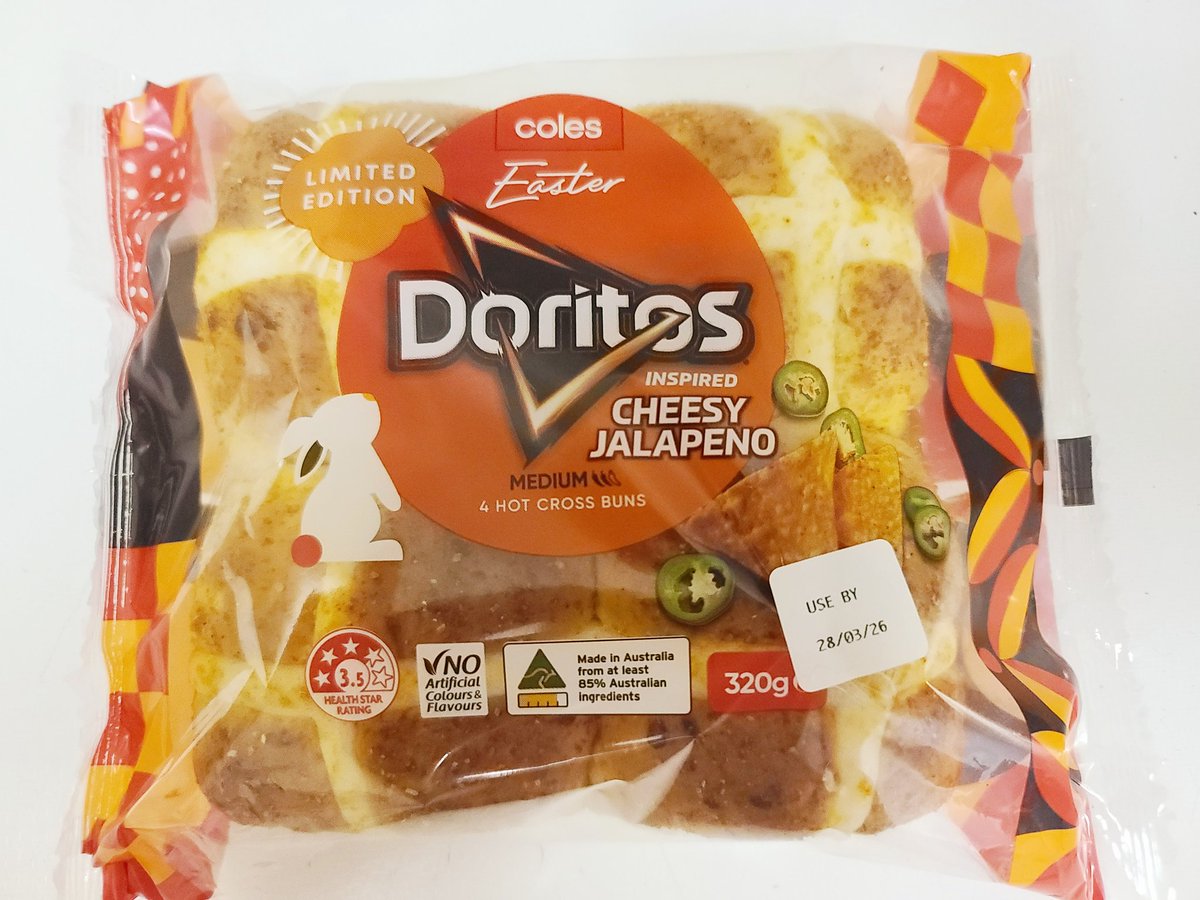 coles
Easter
LIMITED
EDITION
Doritos
INSPIRED
CHEESY
JALAPENO
MEDIUM
4 HOT CROSS BUNS
USE BY
28/03/26
3.5
HEALTH STAR
RATING
NO
Artificial
Colours &
Flavours
Made in Australia
from at least
85% Australian
ingredients
320g